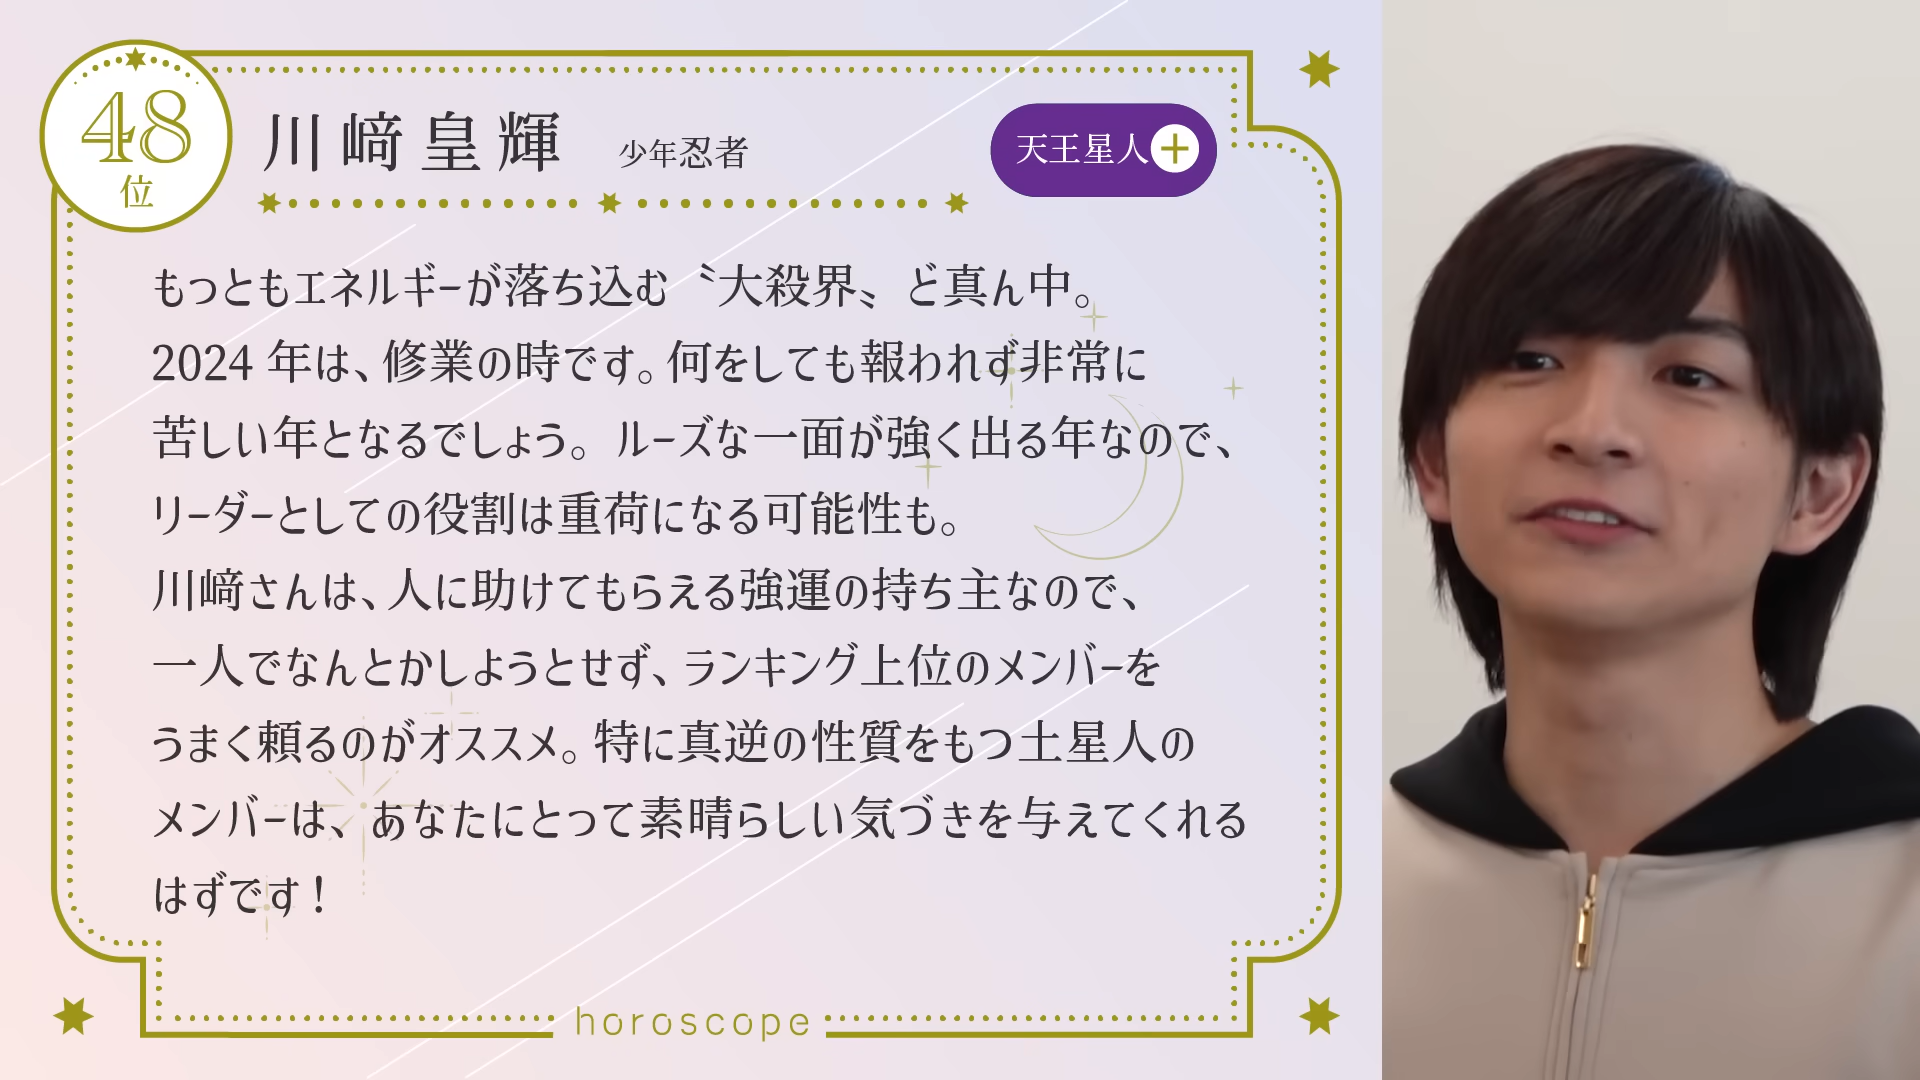 48
位
川﨑皇輝 少年忍者
天王星人+
もっともエネルギーが落ち込む〝大殺界〟ど真ん中。
2024年は、修業の時です。何をしても報われず非常に
苦しい年となるでしょう。ルーズな一面が強く出る年なので、
リーダーとしての役割は重荷になる可能性も。
川﨑さんは、人に助けてもらえる強運の持ち主なので、
一人でなんとかしようとせず、ランキング上位のメンバーを
うまく頼るのがオススメ。特に真逆の性質をもつ土星人の
メンバーは、あなたにとって素晴らしい気づきを与えてくれる
はずです！
horoscope